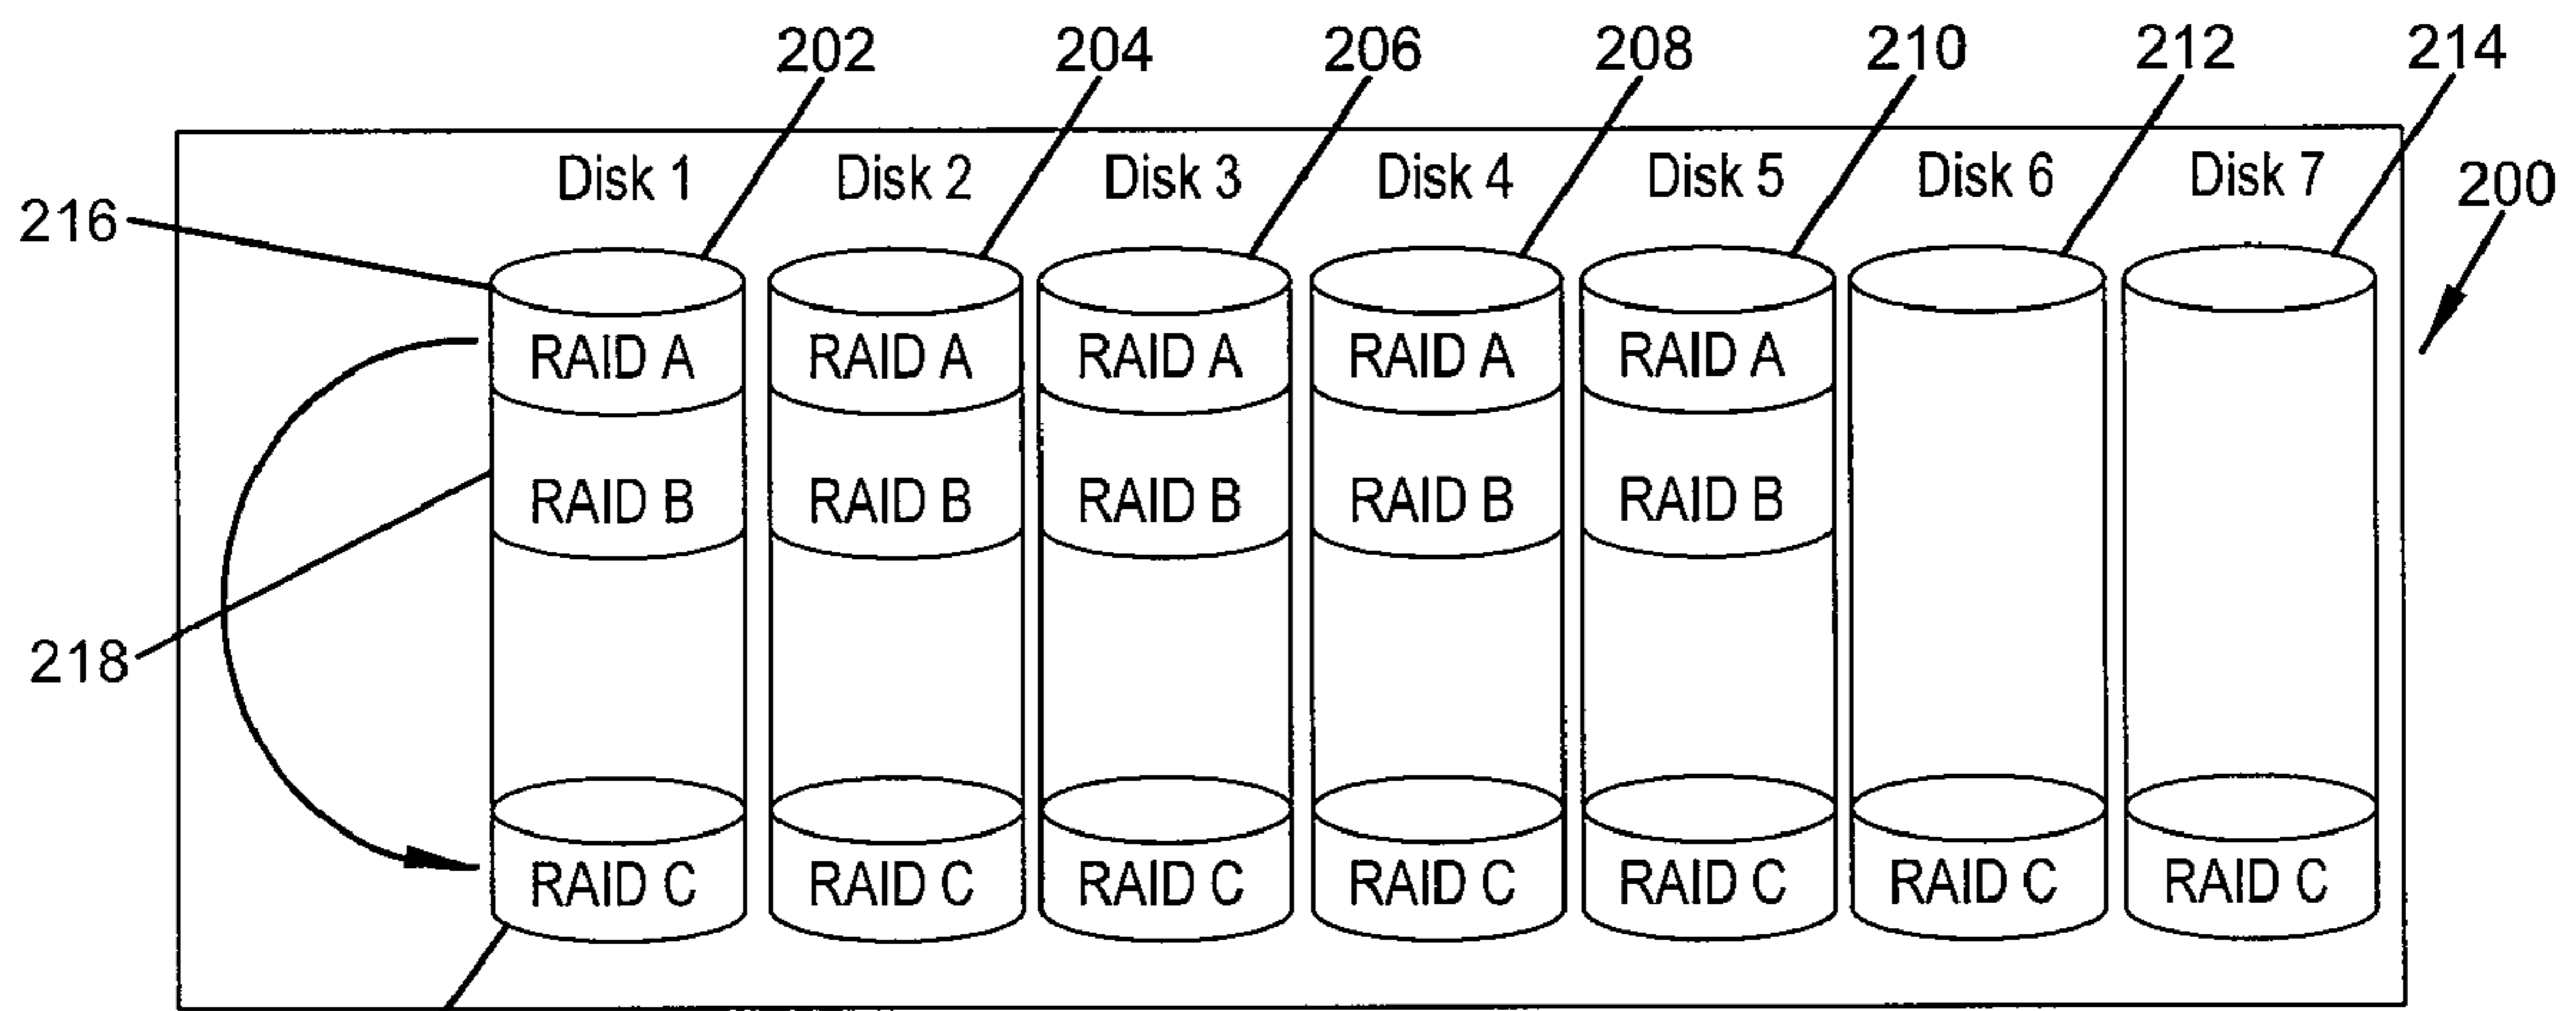 202 204 206 208 210 212 214
Disk 1 Disk 2 Disk 3 Disk 4 Disk 5 Disk 6 Disk 7
200
216
RAID A RAID A RAID A RAID A RAID A
RAID B RAID B RAID B RAID B RAID B
218
RAID C RAID C RAID C RAID C RAID C RAID C RAID C